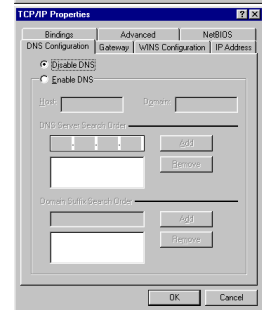 TCP/IP Properties
Bindings Advanced NetBIOS
DNS Configuration Gateway WINS Configuration IP Address
Disable DNS
Enable DNS
Host: Domain:
DNS Server Search Order
Add
Remove
Domain Suffix Search Order
Add
Remove
OK Cancel